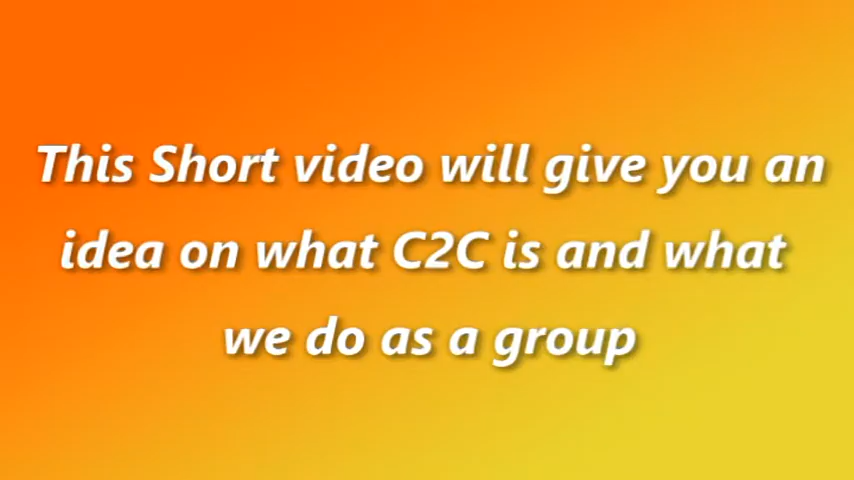 This Short video will give you an
idea on what C2C is and what
we do as a group